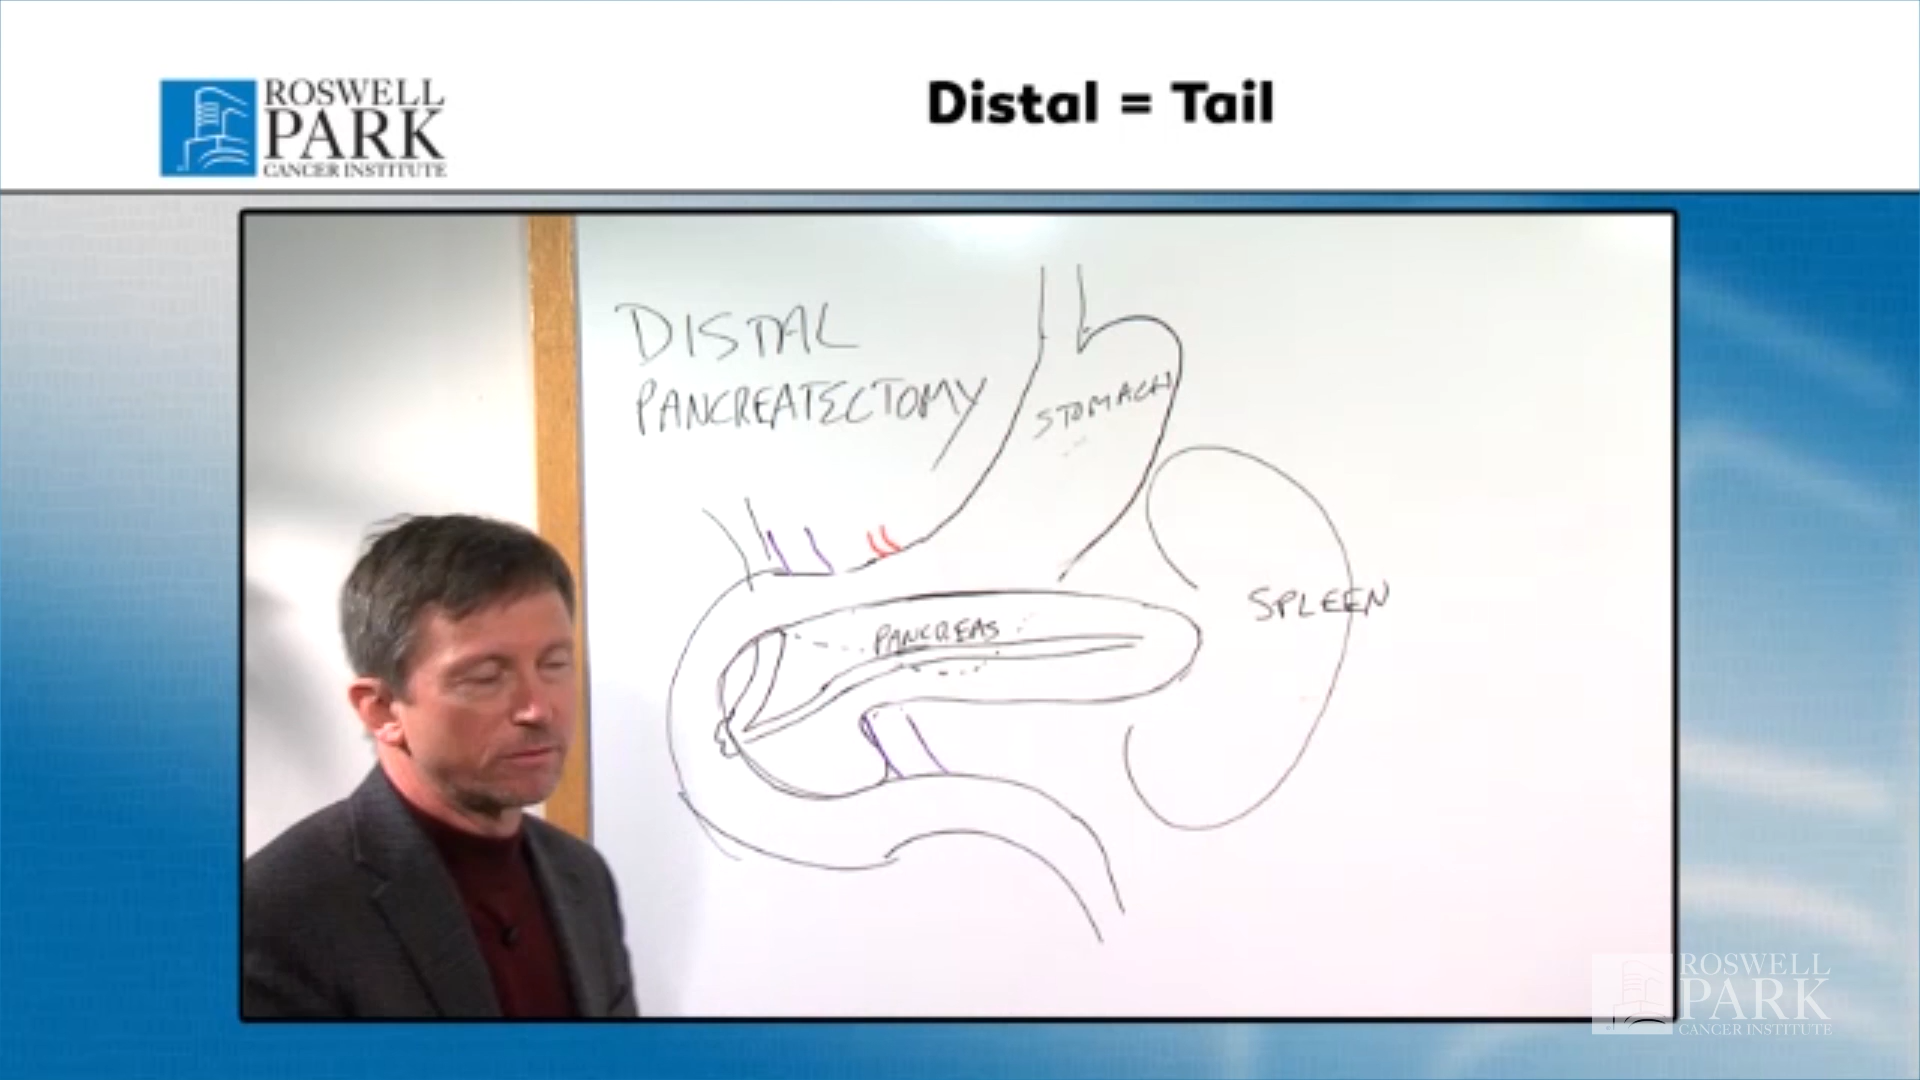 ROSWELL
PARK
CANCER INSTITUTE
Distal = Tail
DISTAL
PANCREATECTOMY
STOMACH
SPLEEN
PANCREAS
ROSWELL
PARK
CANCER INSTITUTE